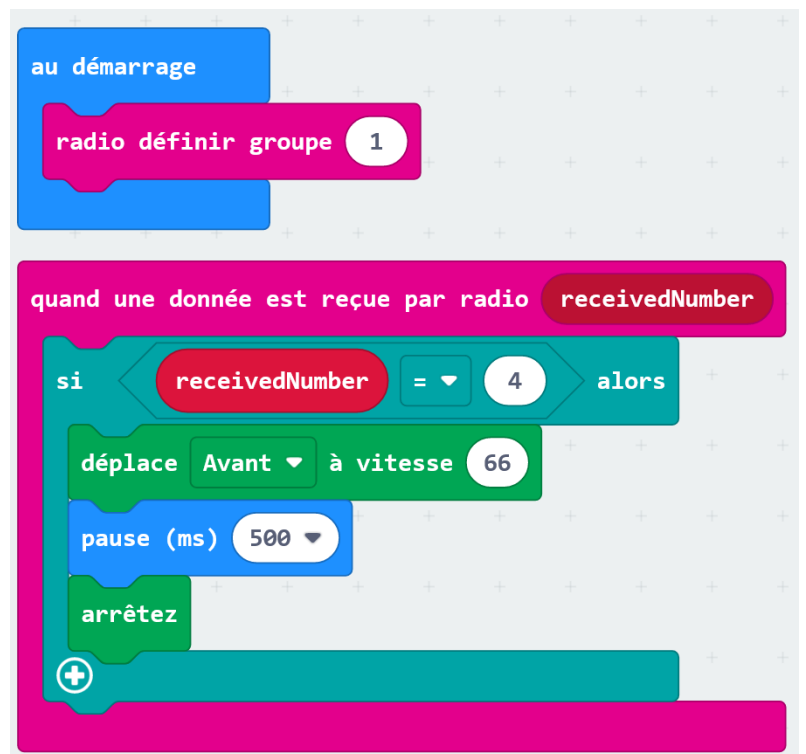 au démarrage
radio définir groupe 1
quand une donnée est reçue par radio receivedNumber
si receivedNumber = 4 alors
déplace Avant à vitesse 66
pause (ms) 500
arrêtez